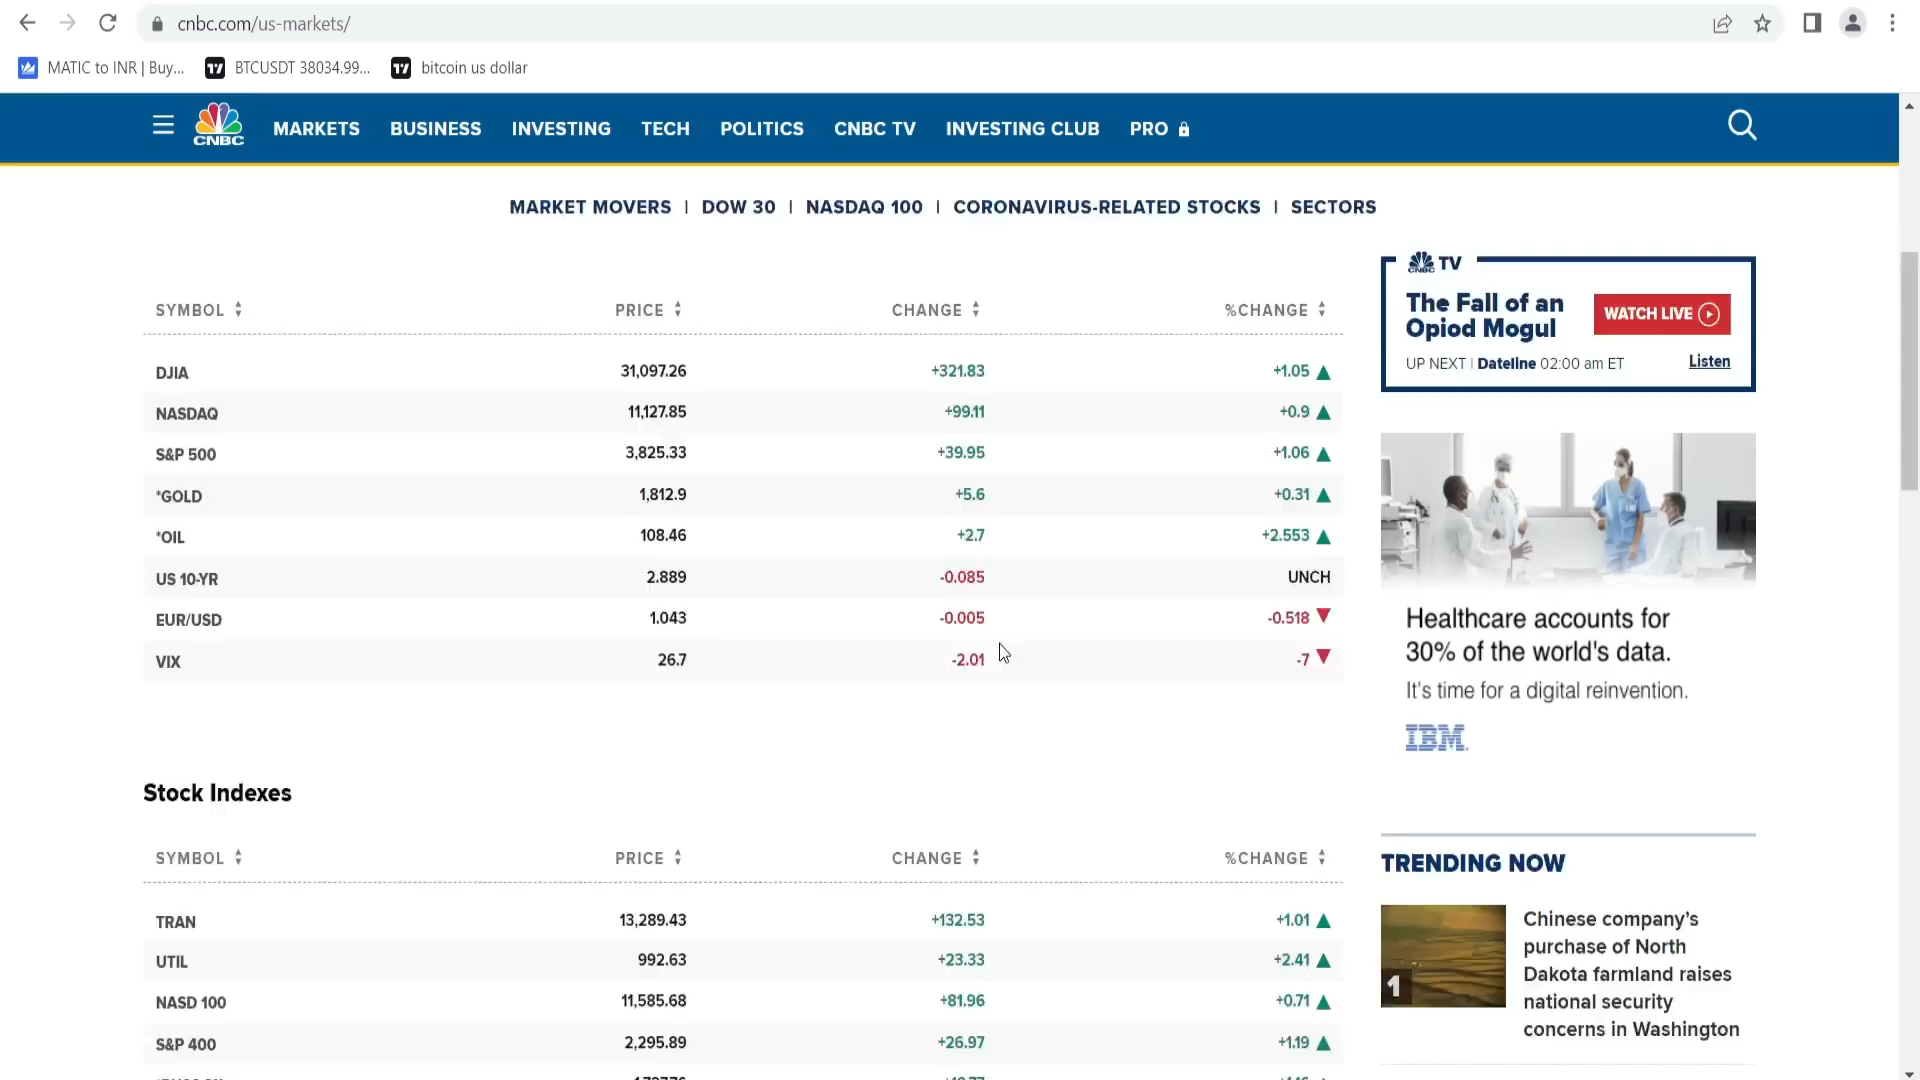 cnbc.com/us-markets/
MATIC to INR | Buy...
BTCUSDT 38034.99...
bitcoin us dollar
CNBC
MARKETS BUSINESS INVESTING TECH POLITICS CNBC TV INVESTING CLUB PRO
MARKET MOVERS | DOW 30 | NASDAQ 100 | CORONAVIRUS-RELATED STOCKS | SECTORS
SYMBOL PRICE CHANGE %CHANGE
DJIA 31,097.26 +321.83 +1.05
NASDAQ 11,127.85 +99.11 +0.9
S&P 500 3,825.33 +39.95 +1.06
*GOLD 1,812.9 +5.6 +0.31
*OIL 108.46 +2.7 +2.553
US 10-YR 2.889 -0.085 UNCH
EUR/USD 1.043 -0.005 -0.518
VIX 26.7 -2.01 -7
Stock Indexes
SYMBOL PRICE CHANGE %CHANGE
TRAN 13,289.43 +132.53 +1.01
UTIL 992.63 +23.33 +2.41
NASD 100 11,585.68 +81.96 +0.71
S&P 400 2,295.89 +26.97 +1.19
CNBC TV
The Fall of an
Opiod Mogul
WATCH LIVE
UP NEXT | Dateline 02:00 am ET
Listen
Healthcare accounts for
30% of the world's data.
It's time for a digital reinvention.
IBM
TRENDING NOW
1
Chinese company's
purchase of North
Dakota farmland raises
national security
concerns in Washington